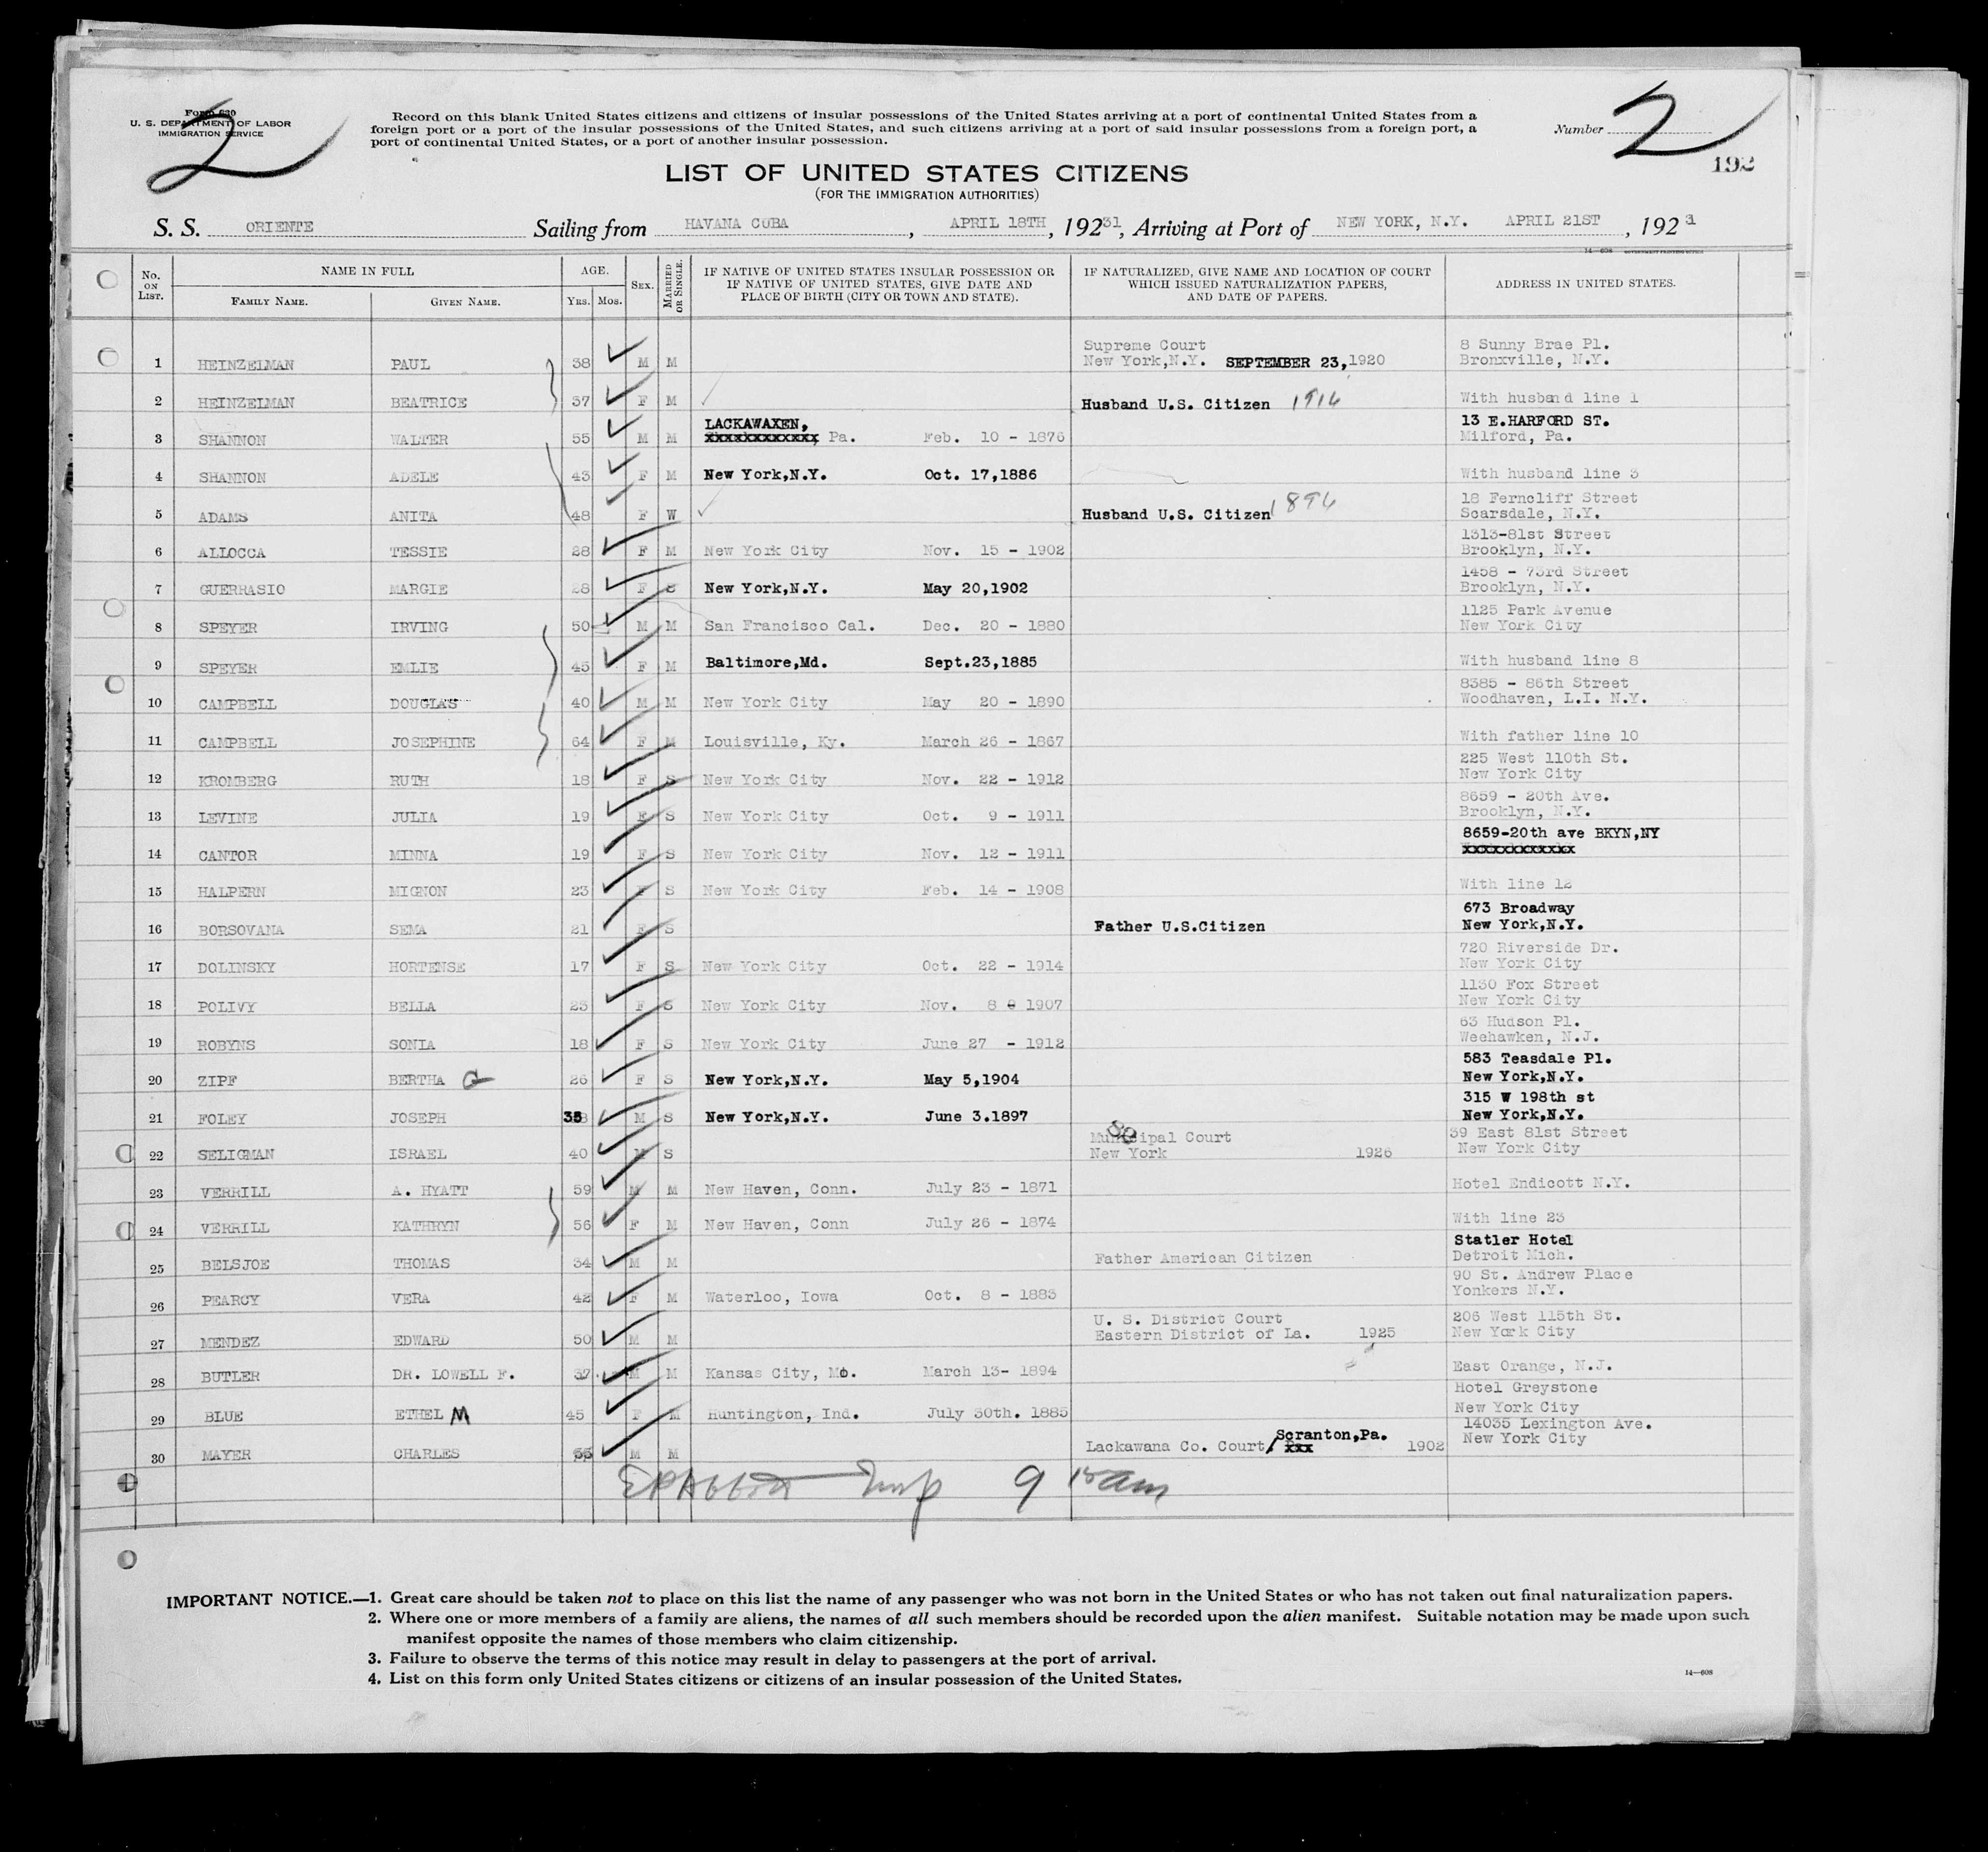 2
2
Form 630
U. S. DEPARTMENT OF LABOR
IMMIGRATION SERVICE
Record on this blank United States citizens and citizens of insular possessions of the United States arriving at a port of continental United States from a
foreign port or a port of the insular possessions of the United States, and such citizens arriving at a port of said insular possessions from a foreign port, a
port of continental United States, or a port of another insular possession.
Number
192
LIST OF UNITED STATES CITIZENS
(FOR THE IMMIGRATION AUTHORITIES)
S. S. ORIENTE Sailing from HAVANA CUBA, APRIL 18TH, 19231, Arriving at Port of NEW YORK, N.Y. APRIL 21ST, 1921
14—608 GOVERNMENT PRINTING OFFICE
No. ON LIST. NAME IN FULL AGE. SEX. MARRIED OR SINGLE. IF NATIVE OF UNITED STATES INSULAR POSSESSION OR IF NATIVE OF UNITED STATES, GIVE DATE AND PLACE OF BIRTH (CITY OR TOWN AND STATE). IF NATURALIZED, GIVE NAME AND LOCATION OF COURT WHICH ISSUED NATURALIZATION PAPERS, AND DATE OF PAPERS. ADDRESS IN UNITED STATES.
FAMILY NAME. GIVEN NAME. YRS. MOS.
1 HEINZELMAN PAUL 38 M M Supreme Court New York,N.Y. SEPTEMBER 23,1920 8 Sunny Brae Pl. Bronxville, N.Y.
2 HEINZELMAN BEATRICE 37 F M Husband U.S. Citizen 1916 With husband line 1
3 SHANNON WALTER 55 M M LACKAWAXEN, xxxxxxxxxxxx, Pa. Feb. 10 - 1876 13 E.HARFORD ST. Milford, Pa.
4 SHANNON ADELE 43 F M New York,N.Y. Oct. 17,1886 With husband line 3
5 ADAMS ANITA 48 F W Husband U.S. Citizen 1894 18 Ferncliff Street Scarsdale, N.Y.
6 ALLOCCA TESSIE 28 F M New York City Nov. 15 - 1902 1313-81st Street Brooklyn, N.Y.
7 GUERRASIO MARGIE 28 F S New York,N.Y. May 20,1902 1458 - 73rd Street Brooklyn, N.Y.
8 SPEYER IRVING 50 M M San Francisco Cal. Dec. 20 - 1880 1125 Park Avenue New York City
9 SPEYER EMLIE 45 F M Baltimore,Md. Sept.23,1885 With husband line 8
10 CAMPBELL DOUGLAS 40 M M New York City May 20 - 1890 8385 - 86th Street Woodhaven, L.I. N.Y.
11 CAMPBELL JOSEPHINE 64 F M Louisville, Ky. March 26 - 1867 With father line 10
12 KROMBERG RUTH 18 F S New York City Nov. 22 - 1912 225 West 110th St. New York City
13 LEVINE JULIA 19 F S New York City Oct. 9 - 1911 8659 - 20th Ave. Brooklyn, N.Y.
14 CANTOR MINNA 19 F S New York City Nov. 12 - 1911 8659-20th ave BKYN,NY xxxxxxxxxxxx
15 HALPERN MIGNON 23 F S New York City Feb. 14 - 1908 With line 12
16 BORSOVANA SEMA 21 F S Father U.S.Citizen 673 Broadway New York,N.Y.
17 DOLINSKY HORTENSE 17 F S New York City Oct. 22 - 1914 720 Riverside Dr. New York City
18 POLIVY BELLA 23 F S New York City Nov. 8 1907 1130 Fox Street New York City
19 ROBYNS SONIA 18 F S New York City June 27 - 1912 63 Hudson Pl. Weehawken, N.J.
20 ZIPF BERTHA G 26 F S New York,N.Y. May 5,1904 583 Teasdale Pl. New York,N.Y.
21 FOLEY JOSEPH 33 M S New York,N.Y. June 3.1897 315 W 198th st New York,N.Y.
22 SELIGMAN ISRAEL 40 M S Municipal Court New York 1926 39 East 81st Street New York City
23 VERRILL A. HYATT 59 M M New Haven, Conn. July 23 - 1871 Hotel Endicott N.Y.
24 VERRILL KATHRYN 56 F M New Haven, Conn July 26 - 1874 With line 23
25 BELSJOE THOMAS 34 M M Father American Citizen Statler Hotel Detroit Mich.
26 PEARCY VERA 42 F M Waterloo, Iowa Oct. 8 - 1883 90 St. Andrew Place Yonkers N.Y.
27 MENDEZ EDWARD 50 M M U. S. District Court Eastern District of La. 1925 206 West 115th St. New York City
28 BUTLER DR. LOWELL F. 37 M M Kansas City, Mo. March 13- 1894 East Orange, N.J.
29 BLUE ETHEL M 45 F M Huntington, Ind. July 30th. 1885 Hotel Greystone New York City
30 MAYER CHARLES 55 M M Lackawana Co. Court, Scranton,Pa. xxx 1902 14035 Lexington Ave. New York City
9 15 am
IMPORTANT NOTICE.—1. Great care should be taken not to place on this list the name of any passenger who was not born in the United States or who has not taken out final naturalization papers.
2. Where one or more members of a family are aliens, the names of all such members should be recorded upon the alien manifest. Suitable notation may be made upon such
manifest opposite the names of those members who claim citizenship.
3. Failure to observe the terms of this notice may result in delay to passengers at the port of arrival.
4. List on this form only United States citizens or citizens of an insular possession of the United States.
14—608